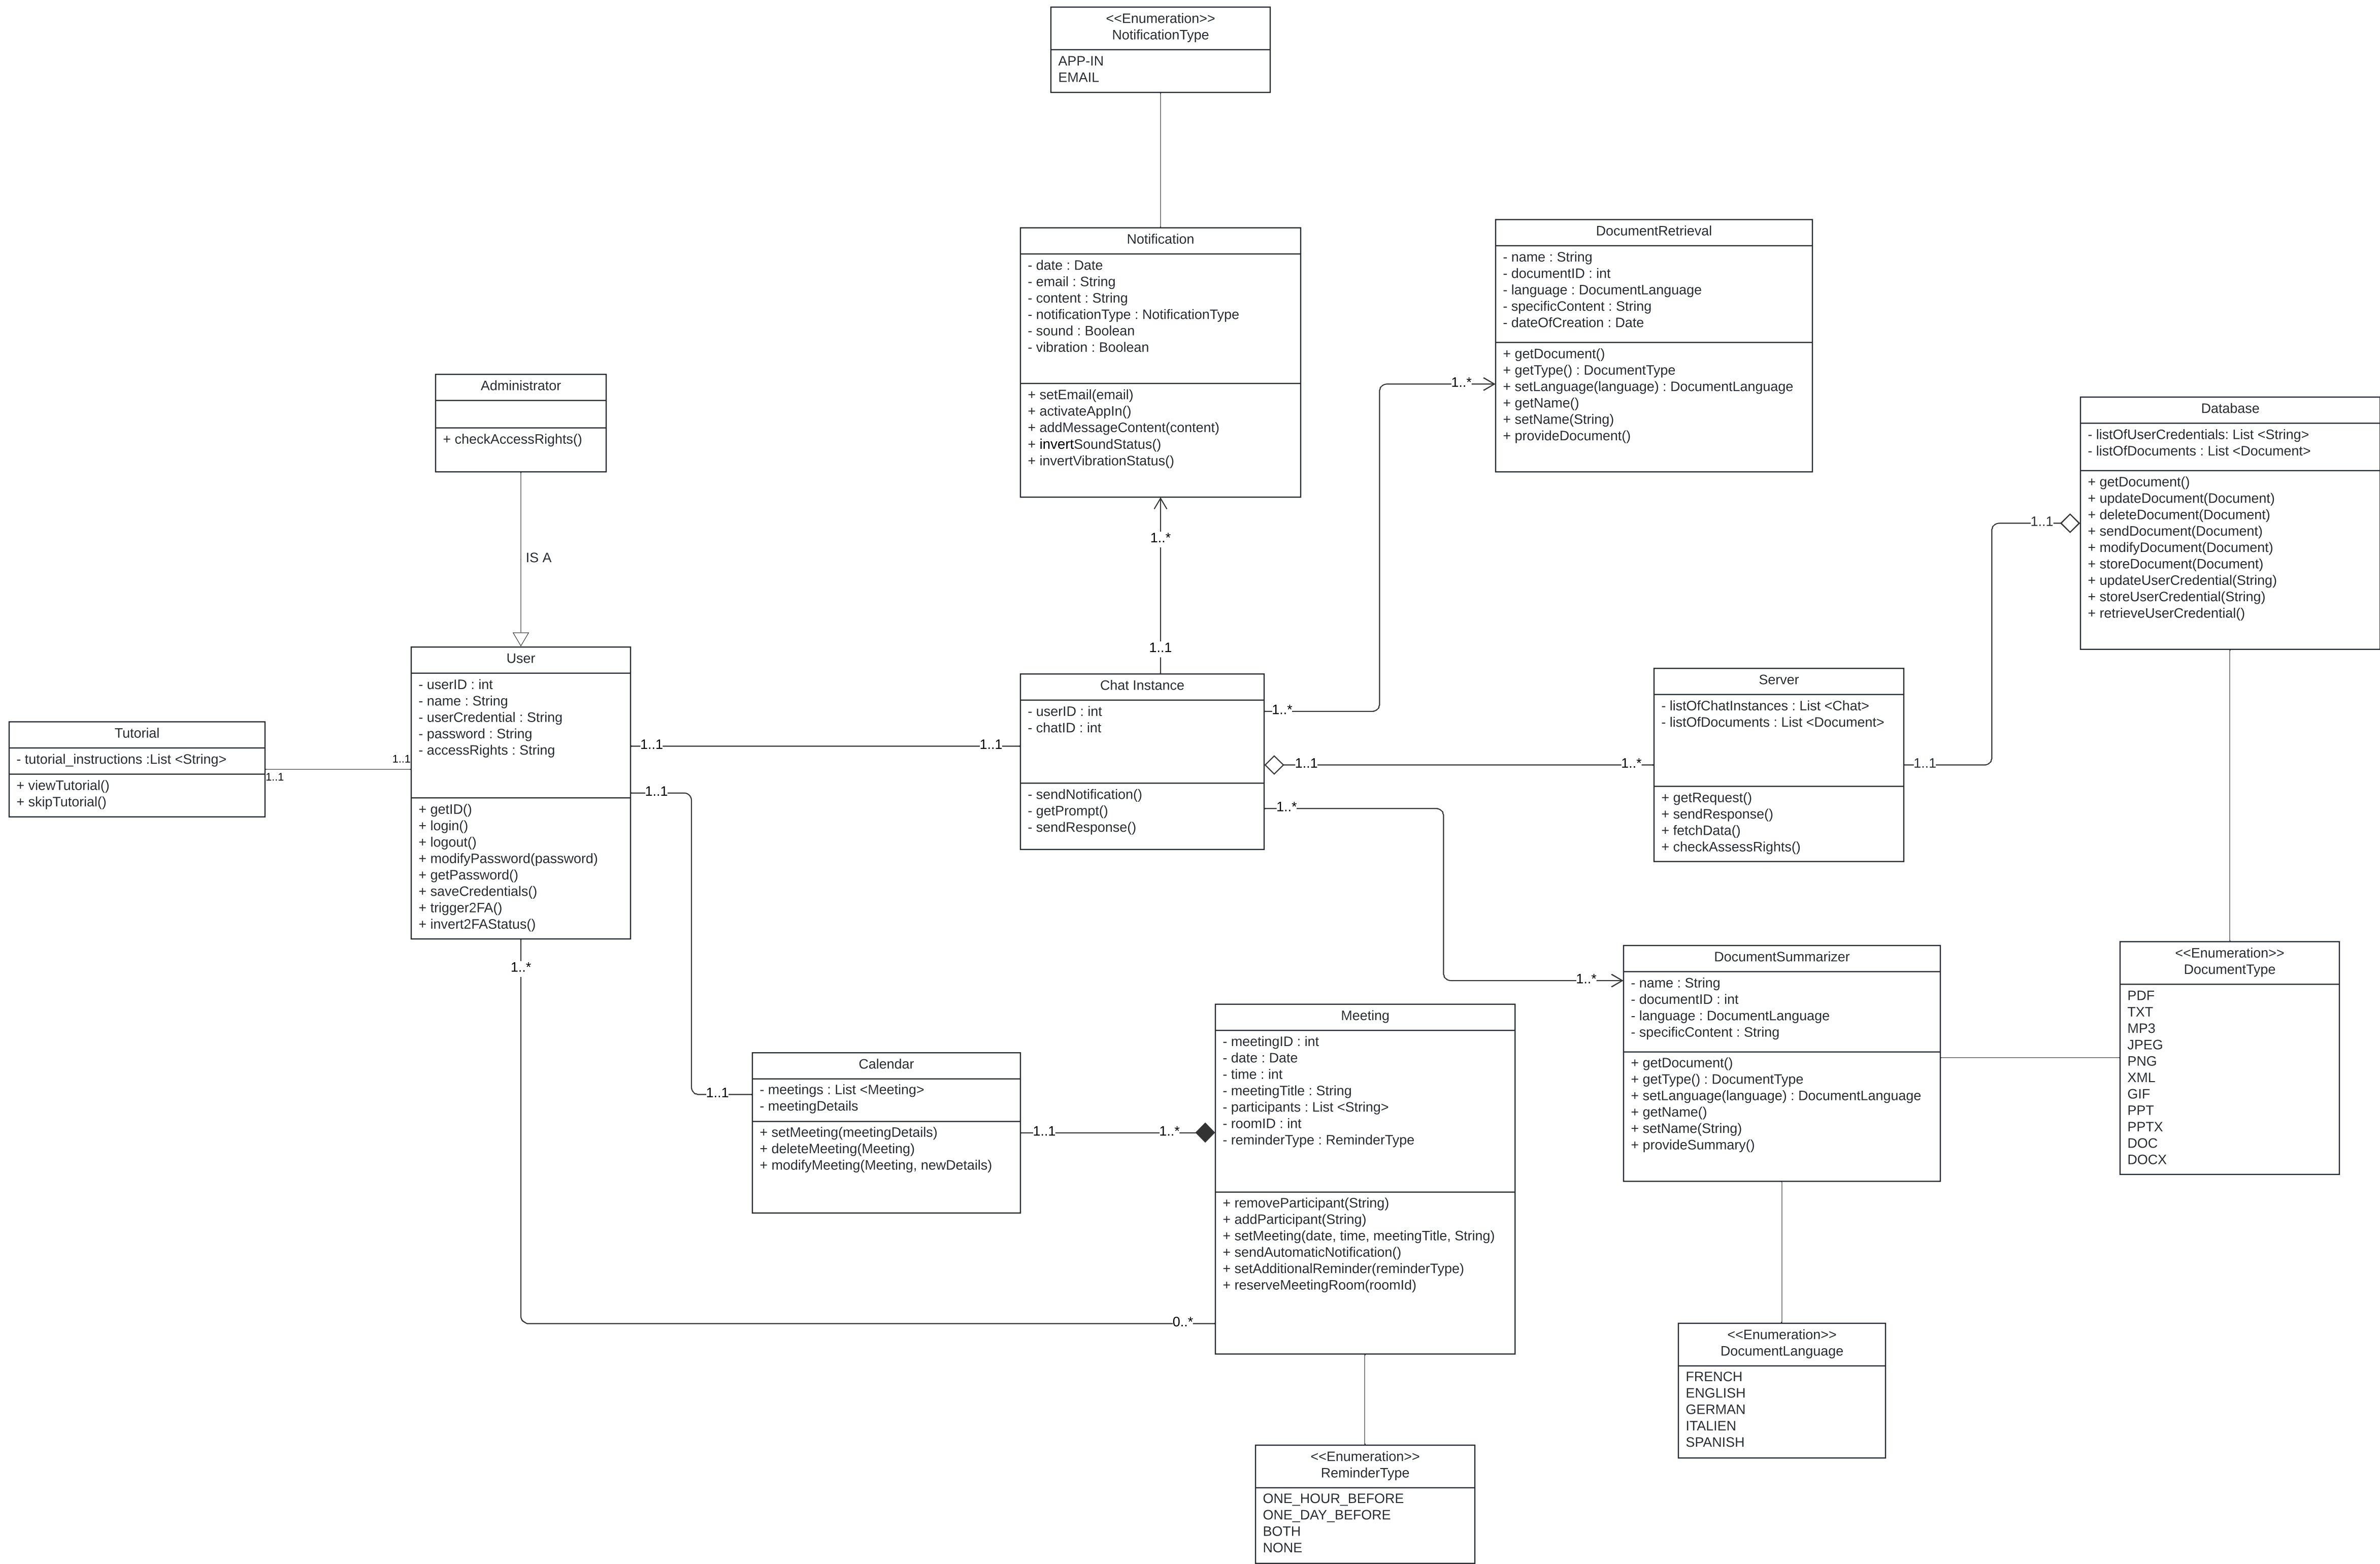 <<Enumeration>>
NotificationType
APP-IN
EMAIL
Notification
- date : Date
- email : String
- content : String
- notificationType : NotificationType
- sound : Boolean
- vibration : Boolean
+ setEmail(email)
+ activateAppIn()
+ addMessageContent(content)
+ invertSoundStatus()
+ invertVibrationStatus()
1..*
1..1
DocumentRetrieval
- name : String
- documentID : int
- language : DocumentLanguage
- specificContent : String
- dateOfCreation : Date
+ getDocument()
+ getType() : DocumentType
+ setLanguage(language) : DocumentLanguage
+ getName()
+ setName(String)
+ provideDocument()
1..*
Administrator
+ checkAccessRights()
IS A
Database
- listOfUserCredentials: List <String>
- listOfDocuments : List <Document>
+ getDocument()
+ updateDocument(Document)
+ deleteDocument(Document)
+ sendDocument(Document)
+ modifyDocument(Document)
+ storeDocument(Document)
+ updateUserCredential(String)
+ storeUserCredential(String)
+ retrieveUserCredential()
1..1
Tutorial
- tutorial_instructions :List <String>
+ viewTutorial()
+ skipTutorial()
1..1
1..1
User
- userID : int
- name : String
- userCredential : String
- password : String
- accessRights : String
+ getID()
+ login()
+ logout()
+ modifyPassword(password)
+ getPassword()
+ saveCredentials()
+ trigger2FA()
+ invert2FAStatus()
1..1
1..1
1..1
1..*
Chat Instance
- userID : int
- chatID : int
- sendNotification()
- getPrompt()
- sendResponse()
1..*
1..1
1..*
1..*
Server
- listOfChatInstances : List <Chat>
- listOfDocuments : List <Document>
+ getRequest()
+ sendResponse()
+ fetchData()
+ checkAssessRights()
1..1
DocumentSummarizer
- name : String
- documentID : int
- language : DocumentLanguage
- specificContent : String
+ getDocument()
+ getType() : DocumentType
+ setLanguage(language) : DocumentLanguage
+ getName()
+ setName(String)
+ provideSummary()
1..*
<<Enumeration>>
DocumentType
PDF
TXT
MP3
JPEG
PNG
XML
GIF
PPT
PPTX
DOC
DOCX
Calendar
- meetings : List <Meeting>
- meetingDetails
+ setMeeting(meetingDetails)
+ deleteMeeting(Meeting)
+ modifyMeeting(Meeting, newDetails)
1..1
1..1
1..*
Meeting
- meetingID : int
- date : Date
- time : int
- meetingTitle : String
- participants : List <String>
- roomID : int
- reminderType : ReminderType
+ removeParticipant(String)
+ addParticipant(String)
+ setMeeting(date, time, meetingTitle, String)
+ sendAutomaticNotification()
+ setAdditionalReminder(reminderType)
+ reserveMeetingRoom(roomId)
0..*
<<Enumeration>>
DocumentLanguage
FRENCH
ENGLISH
GERMAN
ITALIEN
SPANISH
<<Enumeration>>
ReminderType
ONE_HOUR_BEFORE
ONE_DAY_BEFORE
BOTH
NONE